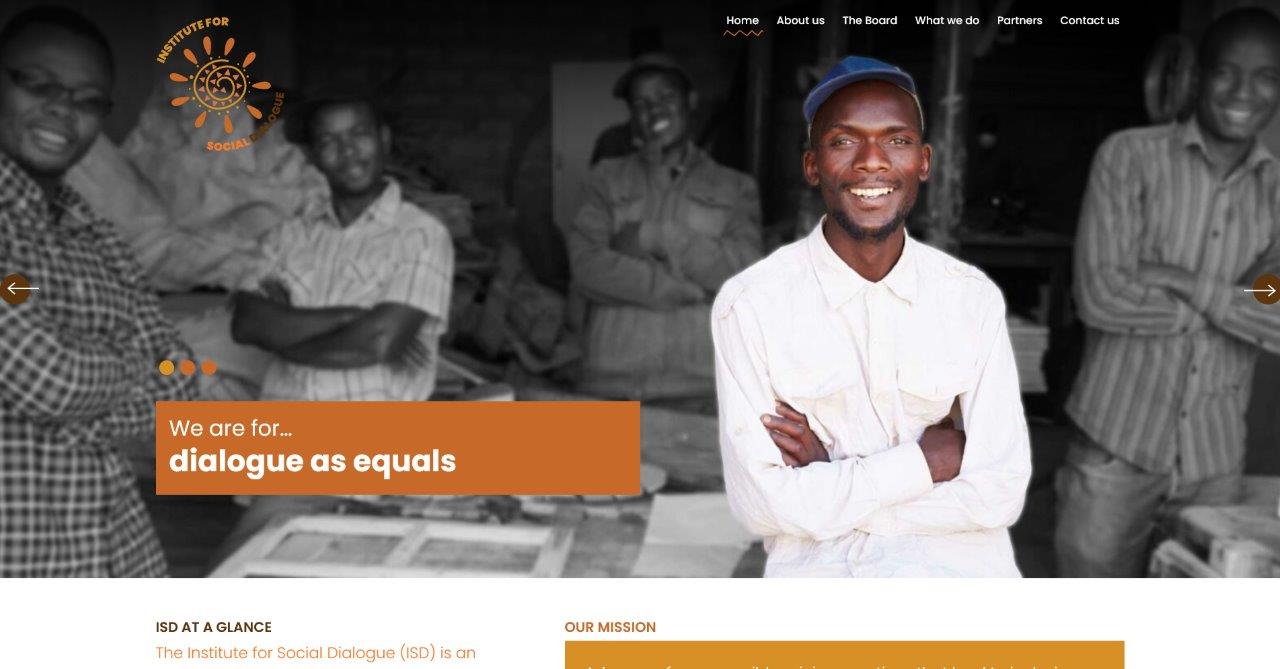 INSTITUTE FOR
SOCIAL DIALOGUE
Home
About us
The Board
What we do
Partners
Contact us
We are for...
dialogue as equals
ISD AT A GLANCE
The Institute for Social Dialogue (ISD) is an
OUR MISSION